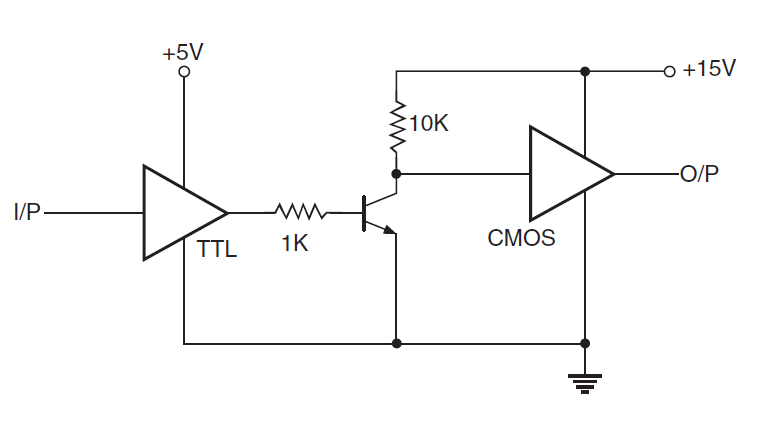 +5V
+15V
10K
I/P
TTL
1K
CMOS
O/P